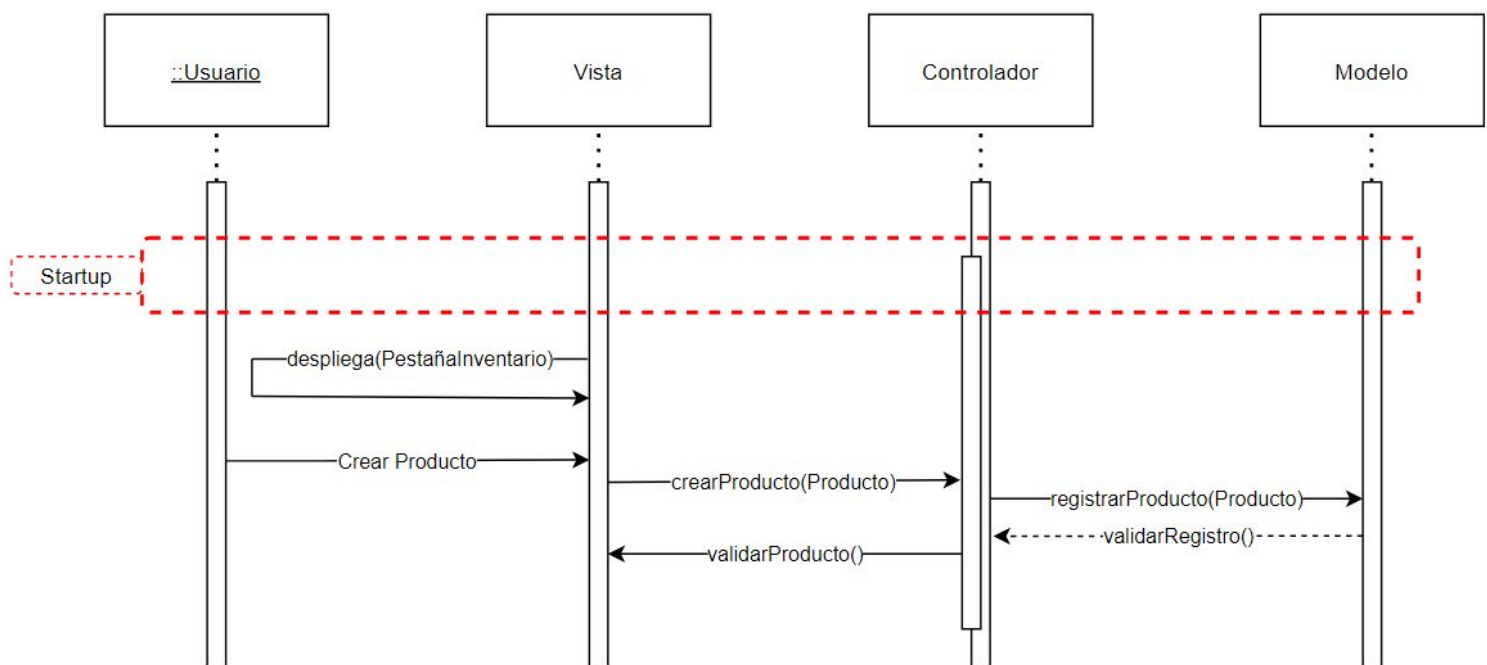 ::Usuario
Vista
Controlador
Modelo
Startup
despliega(PestañaInventario)
Crear Producto
crearProducto(Producto)
registrarProducto(Producto)
validarRegistro()
validarProducto()